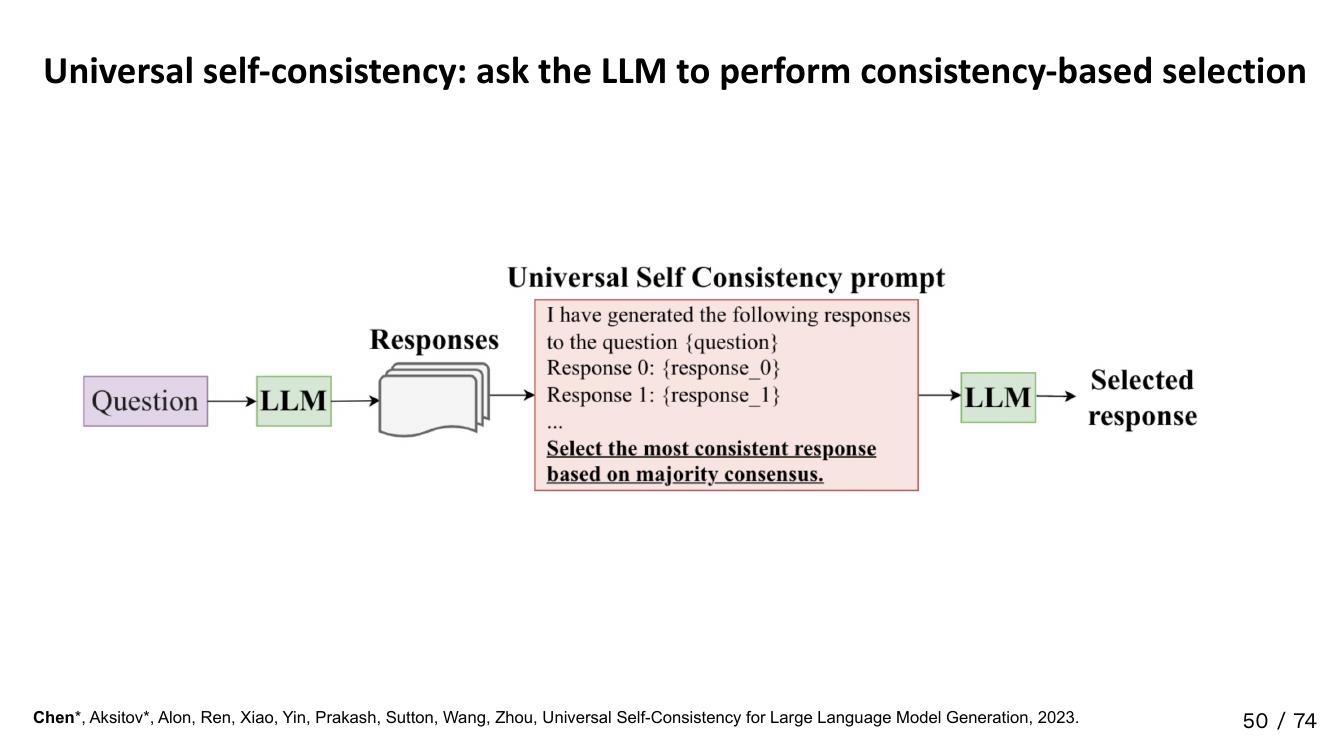 Universal self-consistency: ask the LLM to perform consistency-based selection
Universal Self Consistency prompt
Question
LLM
Responses
I have generated the following responses
to the question {question}
Response 0: {response_0}
Response 1: {response_1}
...
Select the most consistent response
based on majority consensus.
LLM
Selected
response
Chen*, Aksitov*, Alon, Ren, Xiao, Yin, Prakash, Sutton, Wang, Zhou, Universal Self-Consistency for Large Language Model Generation, 2023.
50 / 74